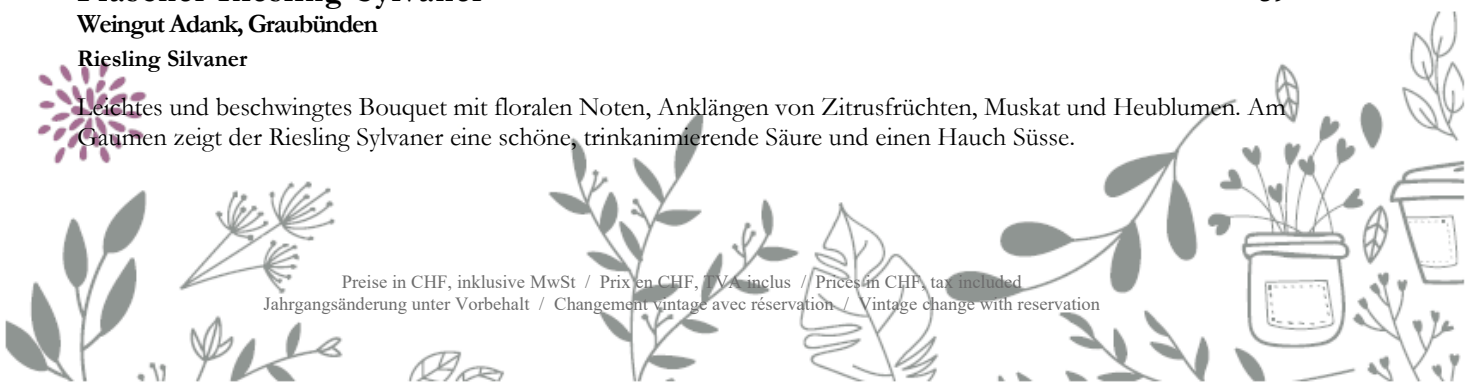 Weingut Adank, Graubünden
Riesling Silvaner
Leichtes und beschwingtes Bouquet mit floralen Noten, Anklängen von Zitrusfrüchten, Muskat und Heublumen. Am
Gaumen zeigt der Riesling Sylvaner eine schöne, trinkanimierende Säure und einen Hauch Süsse.
Preise in CHF, inklusive MwSt / Prix en CHF, TVA inclus / Prices in CHF, tax included
Jahrgangsänderung unter Vorbehalt / Changement vintage avec réservation / Vintage change with reservation